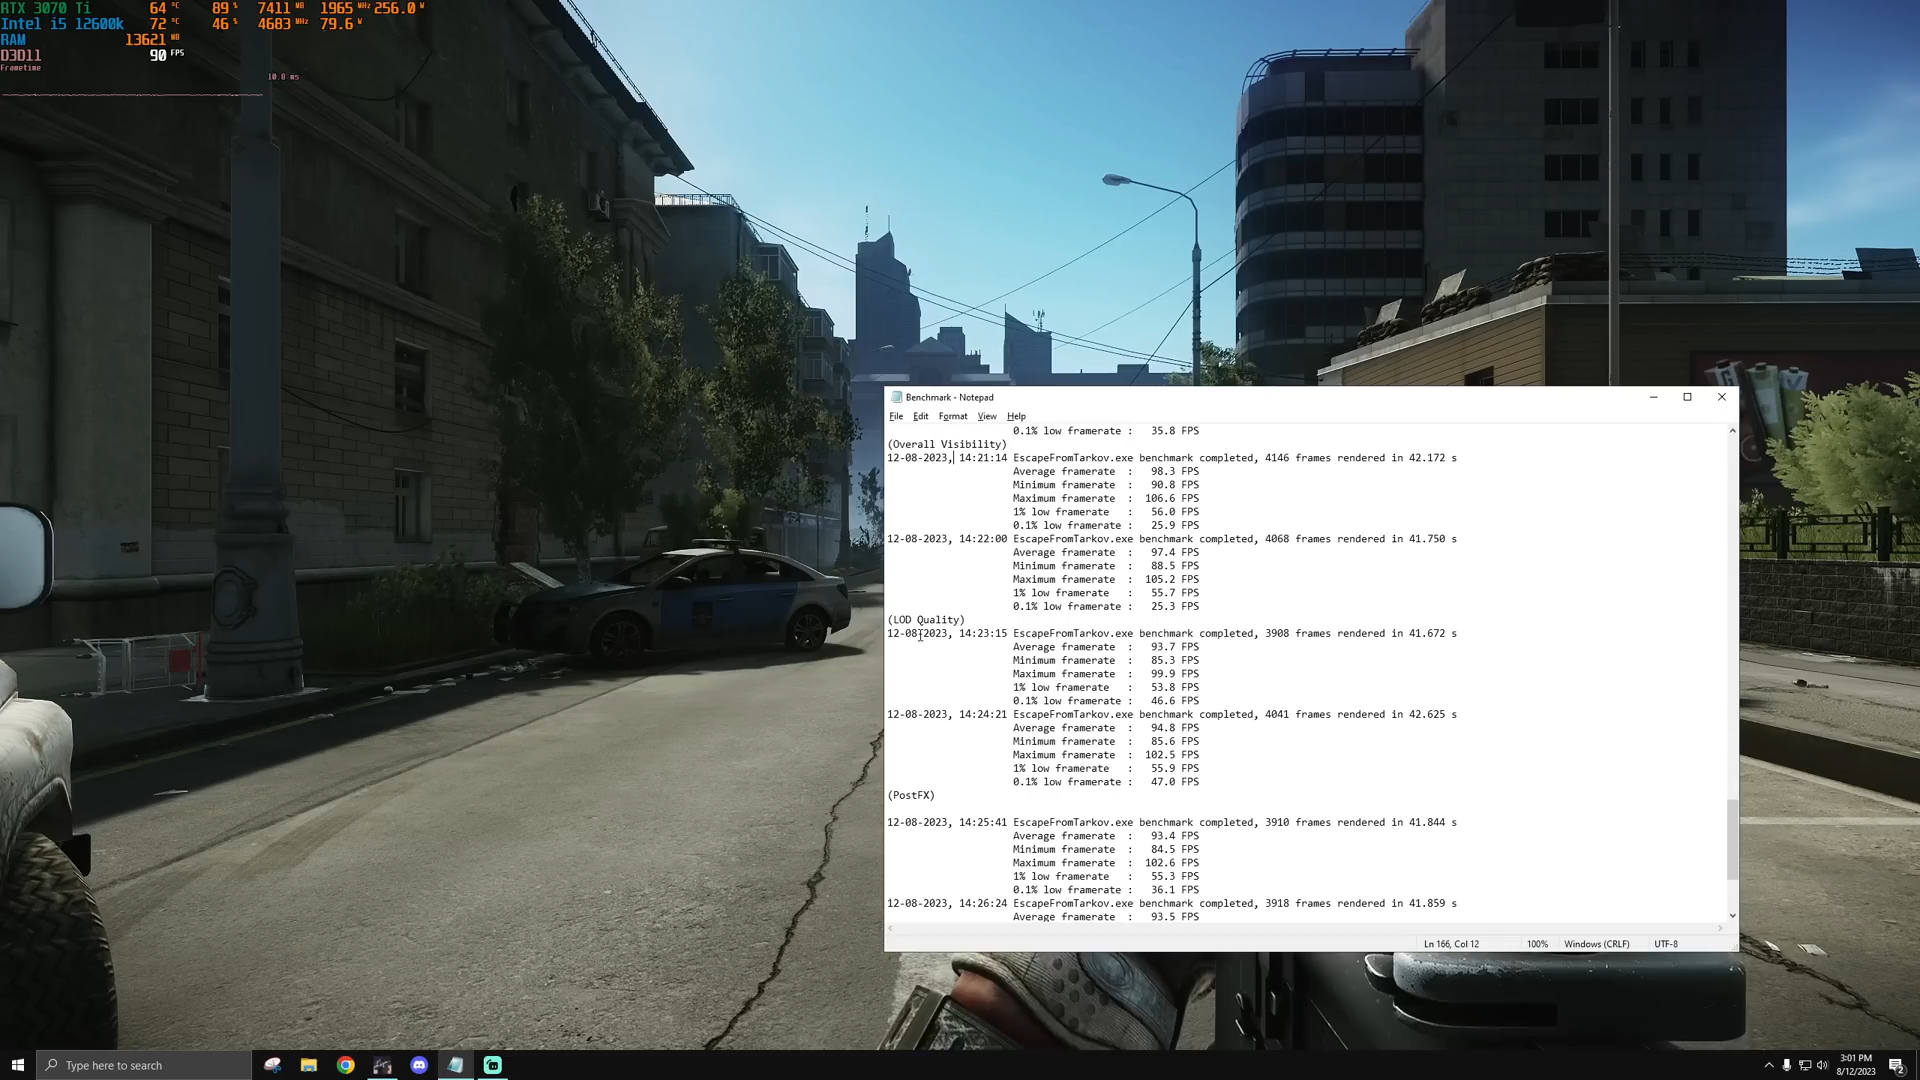 RTX 3070 Ti 64 °C 89 % 7411 MB 1965 MHz 256.0 W
Intel i5 12600k 72 °C 46 % 4683 MHz 79.6 W
RAM 13621 MB
D3D11 90 FPS
Frametime
10.8 ms
Benchmark - Notepad
File Edit Format View Help
0.1% low framerate : 35.8 FPS
(Overall Visibility)
12-08-2023, 14:21:14 EscapeFromTarkov.exe benchmark completed, 4146 frames rendered in 42.172 s
Average framerate : 98.3 FPS
Minimum framerate : 90.8 FPS
Maximum framerate : 106.6 FPS
1% low framerate : 56.0 FPS
0.1% low framerate : 25.9 FPS
12-08-2023, 14:22:00 EscapeFromTarkov.exe benchmark completed, 4068 frames rendered in 41.750 s
Average framerate : 97.4 FPS
Minimum framerate : 88.5 FPS
Maximum framerate : 105.2 FPS
1% low framerate : 55.7 FPS
0.1% low framerate : 25.3 FPS
(LOD Quality)
12-08-2023, 14:23:15 EscapeFromTarkov.exe benchmark completed, 3908 frames rendered in 41.672 s
Average framerate : 93.7 FPS
Minimum framerate : 85.3 FPS
Maximum framerate : 99.9 FPS
1% low framerate : 53.8 FPS
0.1% low framerate : 46.6 FPS
12-08-2023, 14:24:21 EscapeFromTarkov.exe benchmark completed, 4041 frames rendered in 42.625 s
Average framerate : 94.8 FPS
Minimum framerate : 85.6 FPS
Maximum framerate : 102.5 FPS
1% low framerate : 55.9 FPS
0.1% low framerate : 47.0 FPS
(PostFX)
12-08-2023, 14:25:41 EscapeFromTarkov.exe benchmark completed, 3910 frames rendered in 41.844 s
Average framerate : 93.4 FPS
Minimum framerate : 84.5 FPS
Maximum framerate : 102.6 FPS
1% low framerate : 55.3 FPS
0.1% low framerate : 36.1 FPS
12-08-2023, 14:26:24 EscapeFromTarkov.exe benchmark completed, 3918 frames rendered in 41.859 s
Average framerate : 93.5 FPS
Ln 166, Col 12 100% Windows (CRLF) UTF-8
Type here to search
3:01 PM
8/12/2023
2